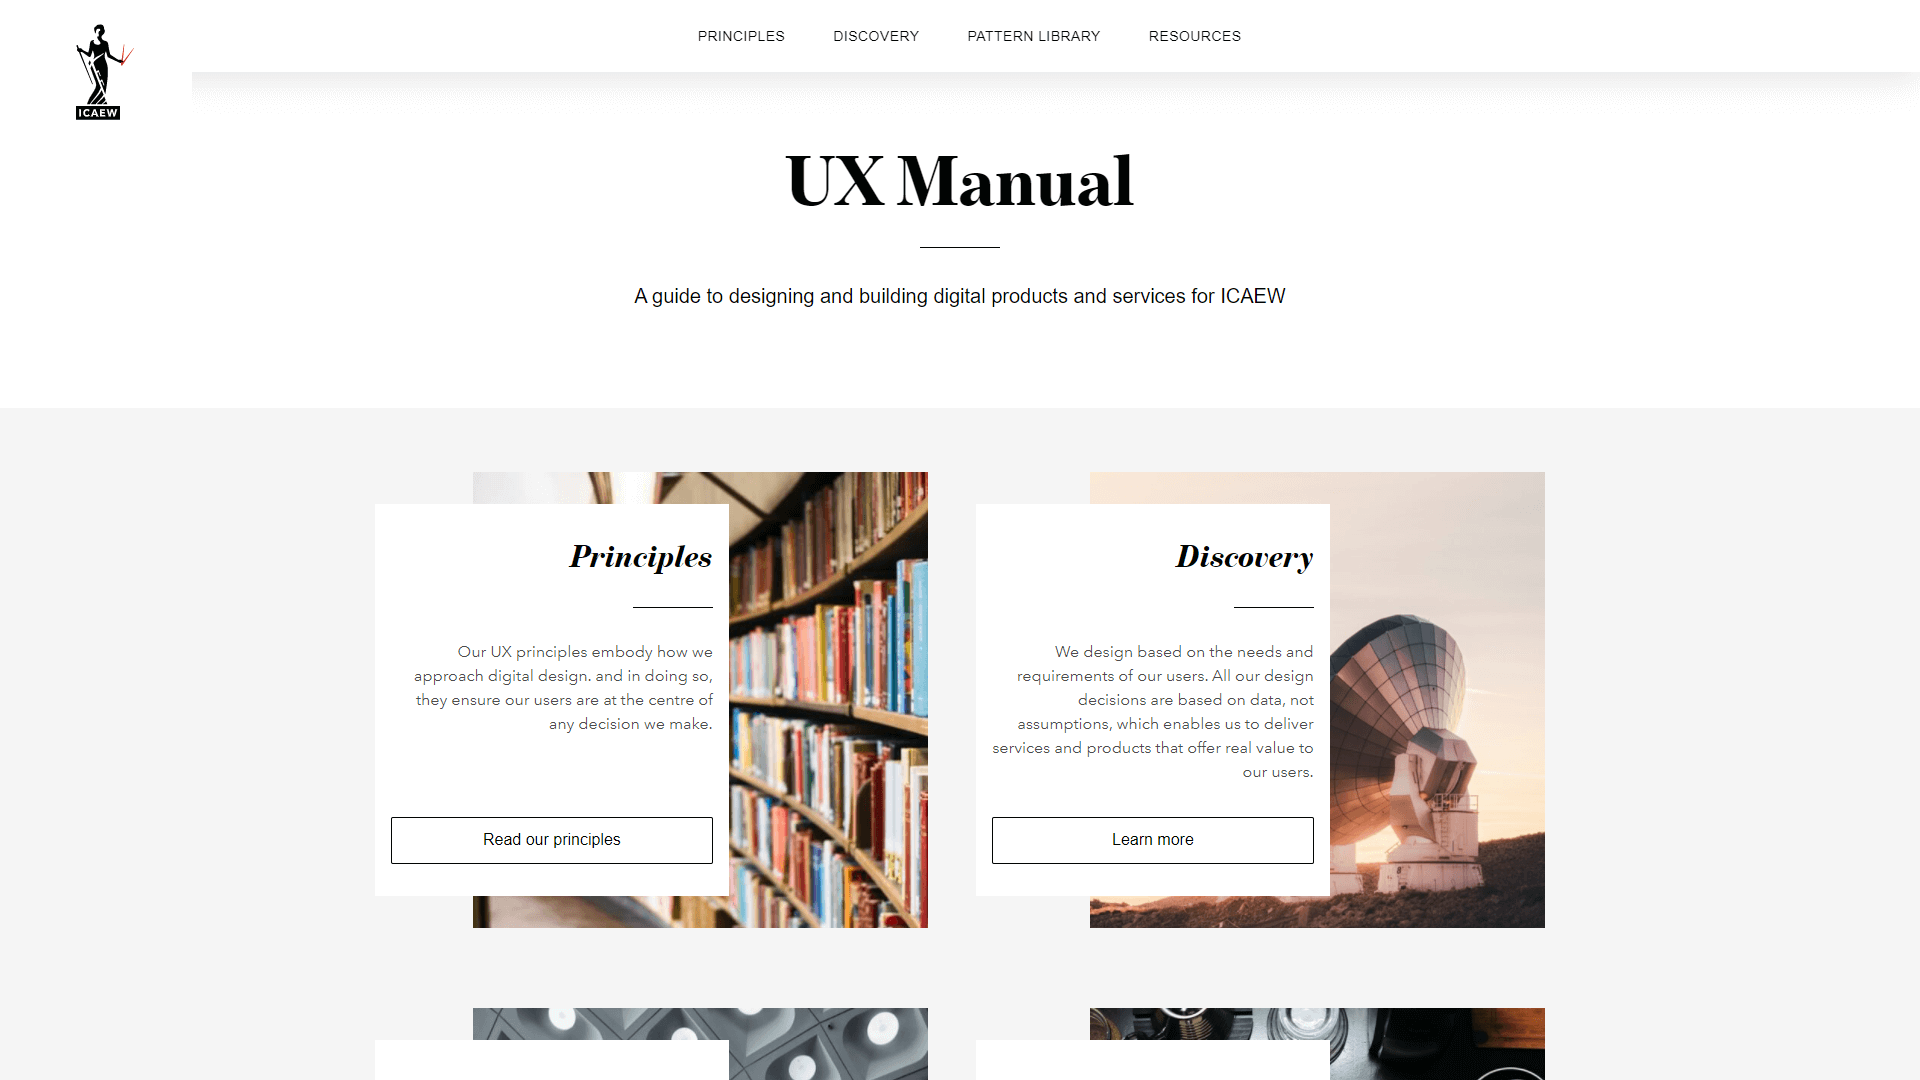 ICAEW
PRINCIPLES
DISCOVERY
PATTERN LIBRARY
RESOURCES
UX Manual
A guide to designing and building digital products and services for ICAEW
Principles
Our UX principles embody how we
approach digital design. and in doing so,
they ensure our users are at the centre of
any decision we make.
Read our principles
Discovery
We design based on the needs and
requirements of our users. All our design
decisions are based on data, not
assumptions, which enables us to deliver
services and products that offer real value to
our users.
Learn more